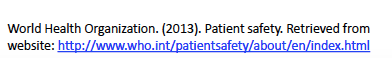 World Health Organization. (2013). Patient safety. Retrieved from
website: http://www.who.int/patientsafety/about/en/index.html